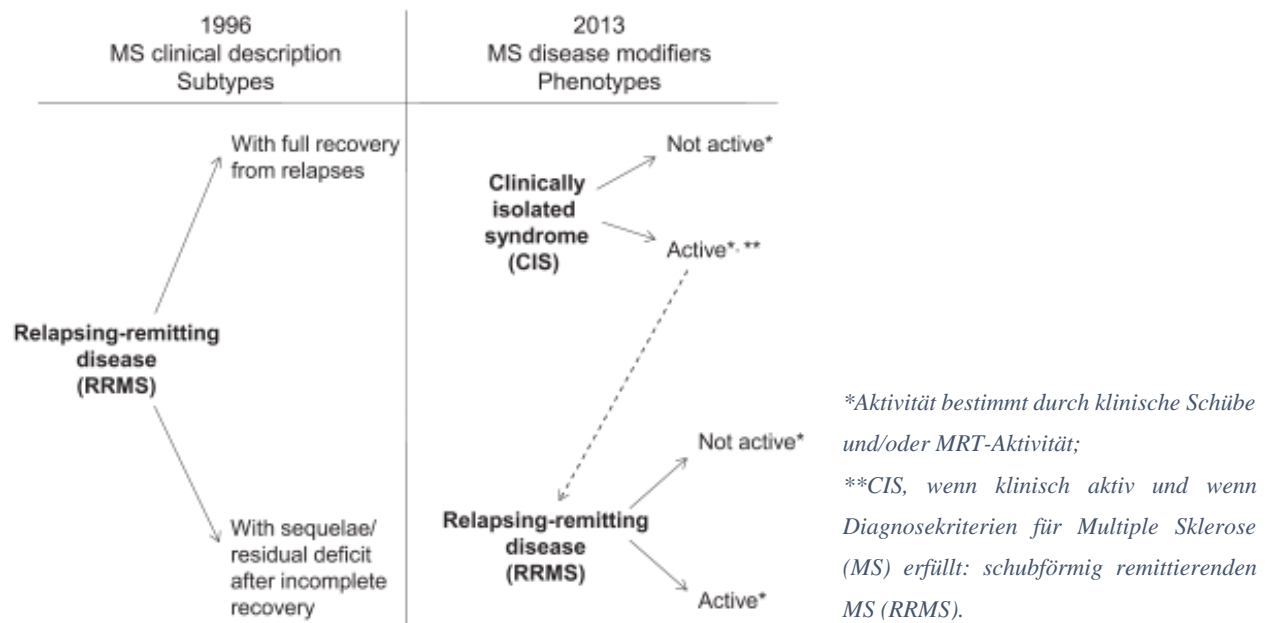 1996
MS clinical description
Subtypes
With full recovery
from relapses
Relapsing-remitting
disease
(RRMS)
With sequelae/
residual deficit
after incomplete
recovery
2013
MS disease modifiers
Phenotypes
Not active*
Clinically
isolated
syndrome
(CIS)
Active*, **
Not active*
Relapsing-remitting
disease
(RRMS)
Active*
*Aktivität bestimmt durch klinische Schübe
und/oder MRT-Aktivität;
**CIS, wenn klinisch aktiv und wenn
Diagnosekriterien für Multiple Sklerose
(MS) erfüllt: schubförmig remittierenden
MS (RRMS).